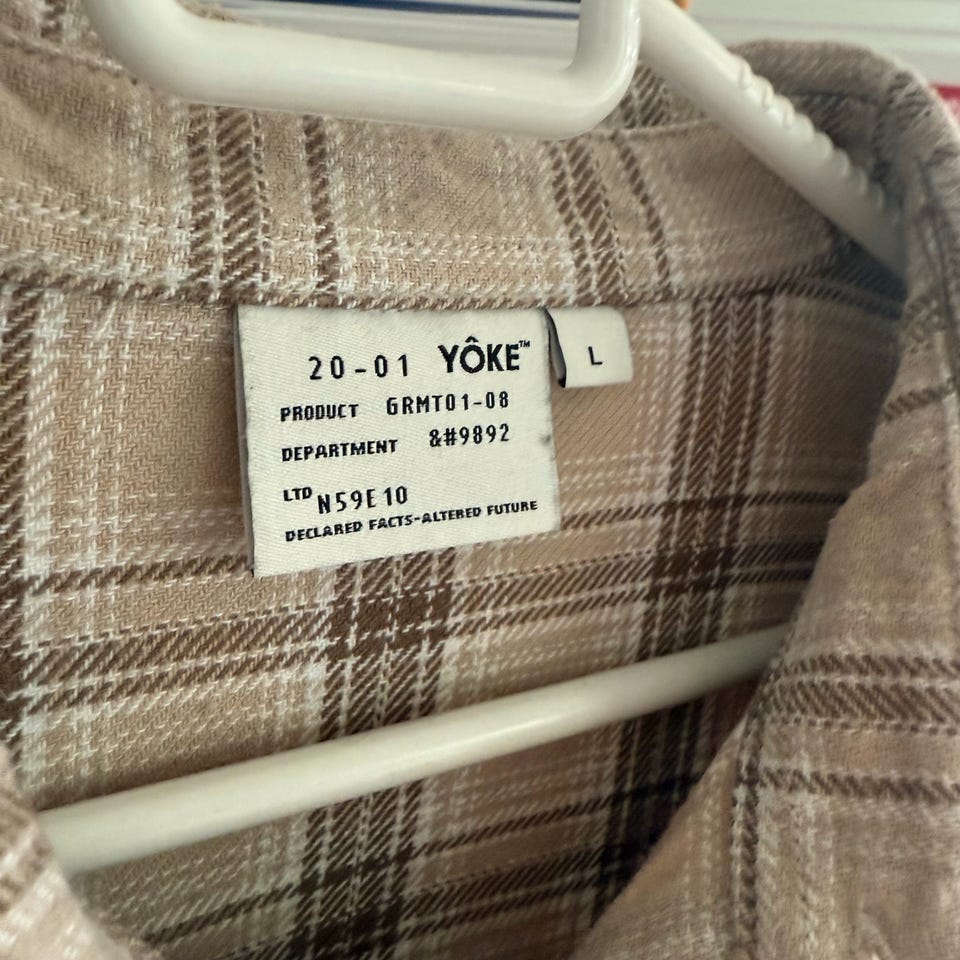 20-01 YÔKE™
L
PRODUCT GRMT01-08
DEPARTMENT &#9892
LTD N59E10
DECLARED FACTS-ALTERED FUTURE